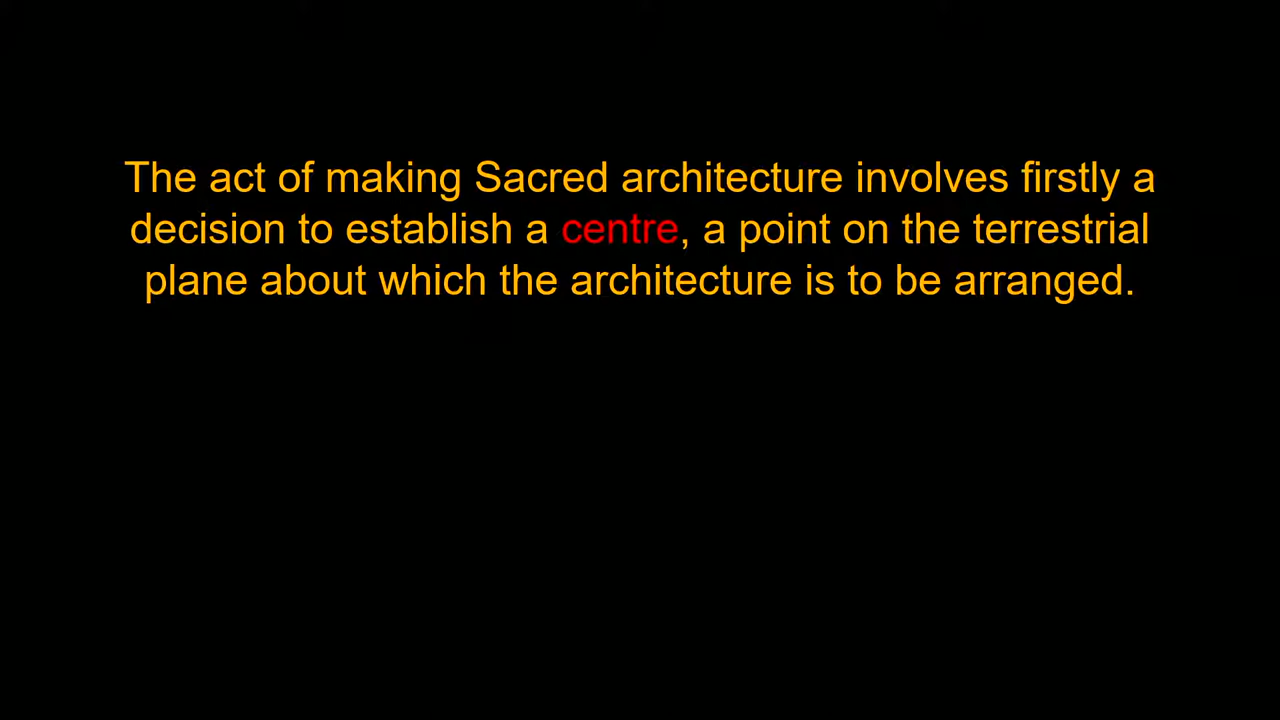 The act of making Sacred architecture involves firstly a
decision to establish a centre, a point on the terrestrial
plane about which the architecture is to be arranged.